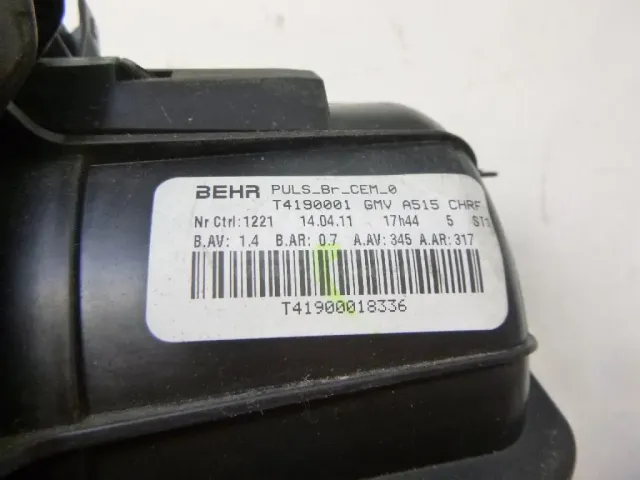 BEHR PULS_Br_CEM_0
T4190001 GMV A515 CHRF
Nr Ctrl:1221 14.04.11 17h44 5
B.AV: 1.4 B.AR: 0.7 A.AV:345 A.AR:317
T41900018336